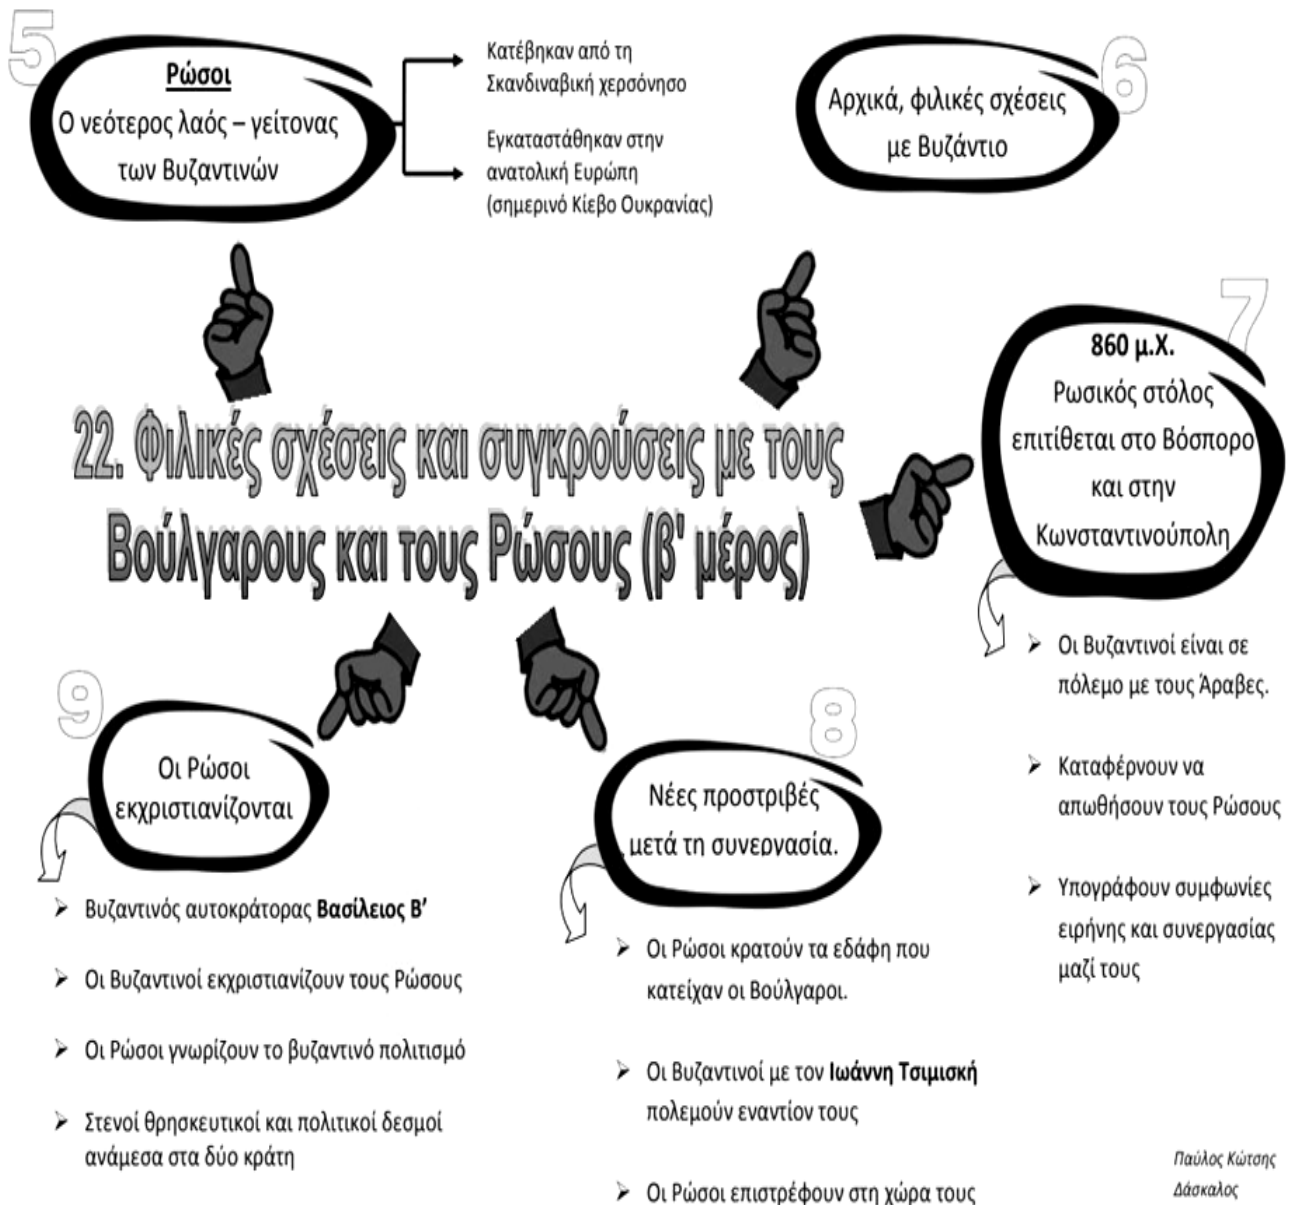 5
Ρώσοι
Ο νεότερος λαός – γείτονας
των Βυζαντινών
Κατέβηκαν από τη
Σκανδιναβική χερσόνησο
Εγκαταστάθηκαν στην
ανατολική Ευρώπη
(σημερινό Κίεβο Ουκρανίας)
6
Αρχικά, φιλικές σχέσεις
με Βυζάντιο
22. Φιλικές σχέσεις και συγκρούσεις με τους
Βούλγαρους και τους Ρώσους (β' μέρος)
7
860 μ.Χ.
Ρωσικός στόλος
επιτίθεται στο Βόσπορο
και στην
Κωνσταντινούπολη
➢ Οι Βυζαντινοί είναι σε
πόλεμο με τους Άραβες.
➢ Καταφέρνουν να
απωθήσουν τους Ρώσους
➢ Υπογράφουν συμφωνίες
ειρήνης και συνεργασίας
μαζί τους
8
Νέες προστριβές
μετά τη συνεργασία.
➢ Οι Ρώσοι κρατούν τα εδάφη που
κατείχαν οι Βούλγαροι.
➢ Οι Βυζαντινοί με τον Ιωάννη Τσιμισκή
πολεμούν εναντίον τους
➢ Οι Ρώσοι επιστρέφουν στη χώρα τους
9
Οι Ρώσοι
εκχριστιανίζονται
➢ Βυζαντινός αυτοκράτορας Βασίλειος Β’
➢ Οι Βυζαντινοί εκχριστιανίζουν τους Ρώσους
➢ Οι Ρώσοι γνωρίζουν το βυζαντινό πολιτισμό
➢ Στενοί θρησκευτικοί και πολιτικοί δεσμοί
ανάμεσα στα δύο κράτη
Παύλος Κώτσης
Δάσκαλος